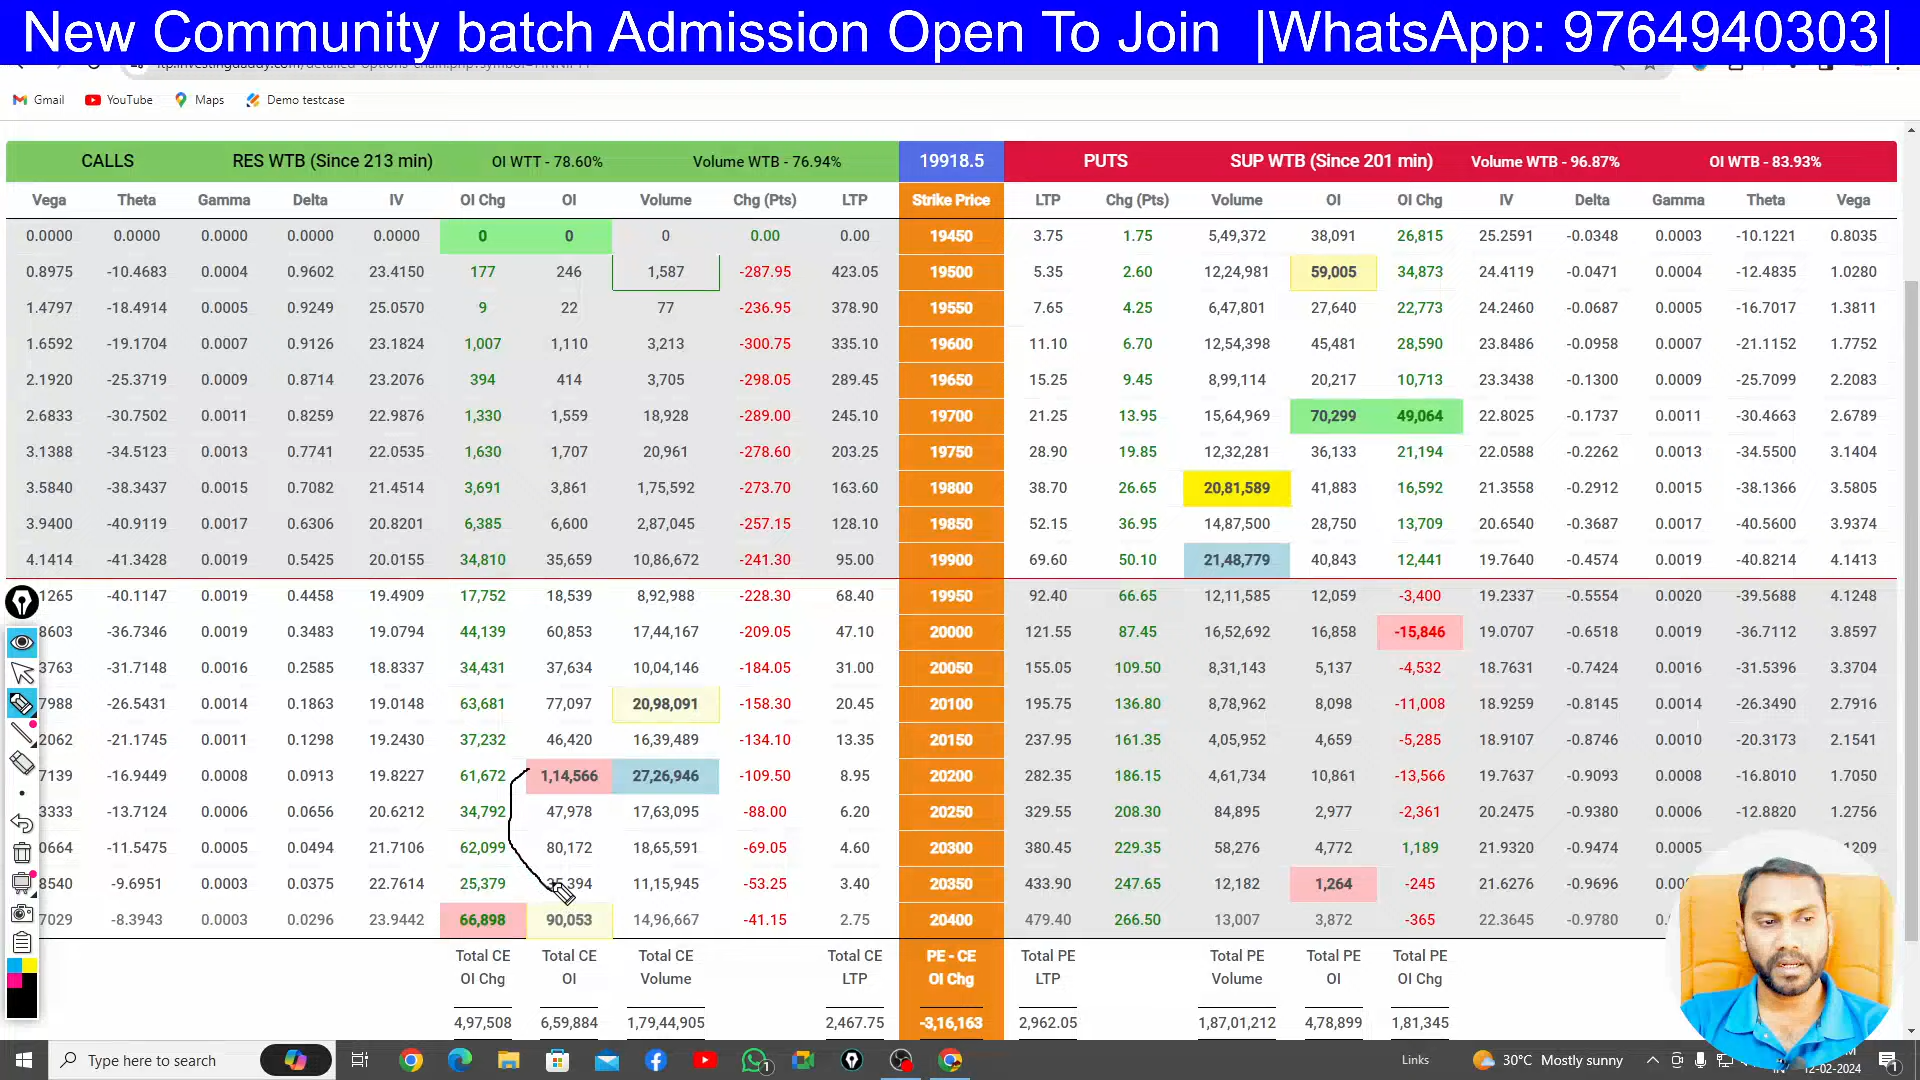 New Community batch Admission Open To Join |WhatsApp: 9764940303|
Gmail YouTube Maps Demo testcase
CALLS RES WTB (Since 213 min) OI WTT - 78.60% Volume WTB - 76.94% 19918.5 PUTS SUP WTB (Since 201 min) Volume WTB - 96.87% OI WTB - 83.93%
Vega Theta Gamma Delta IV OI Chg OI Volume Chg (Pts) LTP Strike Price LTP Chg (Pts) Volume OI OI Chg IV Delta Gamma Theta Vega
0.0000 0.0000 0.0000 0.0000 0.0000 0 0 0 0.00 0.00 19450 3.75 1.75 5,49,372 38,091 26,815 25.2591 -0.0348 0.0003 -10.1221 0.8035
0.8975 -10.4683 0.0004 0.9602 23.4150 177 246 1,587 -287.95 423.05 19500 5.35 2.60 12,24,981 59,005 34,873 24.4119 -0.0471 0.0004 -12.4835 1.0280
1.4797 -18.4914 0.0005 0.9249 25.0570 9 22 77 -236.95 378.90 19550 7.65 4.25 6,47,801 27,640 22,773 24.2460 -0.0687 0.0005 -16.7017 1.3811
1.6592 -19.1704 0.0007 0.9126 23.1824 1,007 1,110 3,213 -300.75 335.10 19600 11.10 6.70 12,54,398 45,481 28,590 23.8486 -0.0958 0.0007 -21.1152 1.7752
2.1920 -25.3719 0.0009 0.8714 23.2076 394 414 3,705 -298.05 289.45 19650 15.25 9.45 8,99,114 20,217 10,713 23.3438 -0.1300 0.0009 -25.7099 2.2083
2.6833 -30.7502 0.0011 0.8259 22.9876 1,330 1,559 18,928 -289.00 245.10 19700 21.25 13.95 15,64,969 70,299 49,064 22.8025 -0.1737 0.0011 -30.4663 2.6789
3.1388 -34.5123 0.0013 0.7741 22.0535 1,630 1,707 20,961 -278.60 203.25 19750 28.90 19.85 12,32,281 36,133 21,194 22.0588 -0.2262 0.0013 -34.5500 3.1404
3.5840 -38.3437 0.0015 0.7082 21.4514 3,691 3,861 1,75,592 -273.70 163.60 19800 38.70 26.65 20,81,589 41,883 16,592 21.3558 -0.2912 0.0015 -38.1366 3.5805
3.9400 -40.9119 0.0017 0.6306 20.8201 6,385 6,600 2,87,045 -257.15 128.10 19850 52.15 36.95 14,87,500 28,750 13,709 20.6540 -0.3687 0.0017 -40.5600 3.9374
4.1414 -41.3428 0.0019 0.5425 20.0155 34,810 35,659 10,86,672 -241.30 95.00 19900 69.60 50.10 21,48,779 40,843 12,441 19.7640 -0.4574 0.0019 -40.8214 4.1413
1265 -40.1147 0.0019 0.4458 19.4909 17,752 18,539 8,92,988 -228.30 68.40 19950 92.40 66.65 12,11,585 12,059 -3,400 19.2337 -0.5554 0.0020 -39.5688 4.1248
8603 -36.7346 0.0019 0.3483 19.0794 44,139 60,853 17,44,167 -209.05 47.10 20000 121.55 87.45 16,52,692 16,858 -15,846 19.0707 -0.6518 0.0019 -36.7112 3.8597
3763 -31.7148 0.0016 0.2585 18.8337 34,431 37,634 10,04,146 -184.05 31.00 20050 155.05 109.50 8,31,143 5,137 -4,532 18.7631 -0.7424 0.0016 -31.5396 3.3704
7988 -26.5431 0.0014 0.1863 19.0148 63,681 77,097 20,98,091 -158.30 20.45 20100 195.75 136.80 8,78,962 8,098 -11,008 18.9259 -0.8145 0.0014 -26.3490 2.7916
2062 -21.1745 0.0011 0.1298 19.2430 37,232 46,420 16,39,489 -134.10 13.35 20150 237.95 161.35 4,05,952 4,659 -5,285 18.9107 -0.8746 0.0010 -20.3173 2.1541
7139 -16.9449 0.0008 0.0913 19.8227 61,672 1,14,566 27,26,946 -109.50 8.95 20200 282.35 186.15 4,61,734 10,861 -13,566 19.7637 -0.9093 0.0008 -16.8010 1.7050
3333 -13.7124 0.0006 0.0656 20.6212 34,792 47,978 17,63,095 -88.00 6.20 20250 329.55 208.30 84,895 2,977 -2,361 20.2475 -0.9380 0.0006 -12.8820 1.2756
0664 -11.5475 0.0005 0.0494 21.7106 62,099 80,172 18,65,591 -69.05 4.60 20300 380.45 229.35 58,276 4,772 1,189 21.9320 -0.9474 0.0005 1209
8540 -9.6951 0.0003 0.0375 22.7614 25,379 11,15,945 -53.25 3.40 20350 433.90 247.65 12,182 1,264 -245 21.6276 -0.9696
7029 -8.3943 0.0003 0.0296 23.9442 66,898 90,053 14,96,667 -41.15 2.75 20400 479.40 266.50 13,007 3,872 -365 22.3645 -0.9780
Total CE Total CE Total CE Total CE PE - CE Total PE Total PE Total PE Total PE
OI Chg OI Volume LTP OI Chg LTP Volume OI OI Chg
4,97,508 6,59,884 1,79,44,905 2,467.75 -3,16,163 2,962.05 1,87,01,212 4,78,899 1,81,345
Type here to search Links 30°C Mostly sunny 12-02-2024